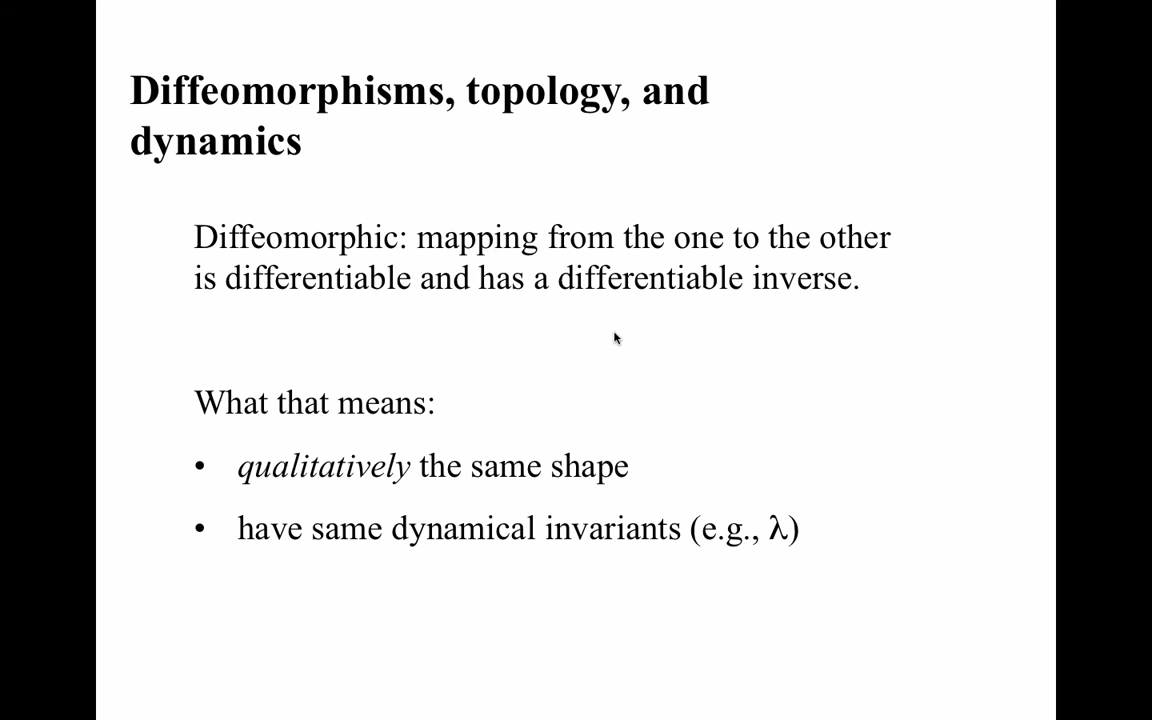 Diffeomorphisms, topology, and
dynamics
Diffeomorphic: mapping from the one to the other
is differentiable and has a differentiable inverse.
What that means:
• qualitatively the same shape
• have same dynamical invariants (e.g., λ)